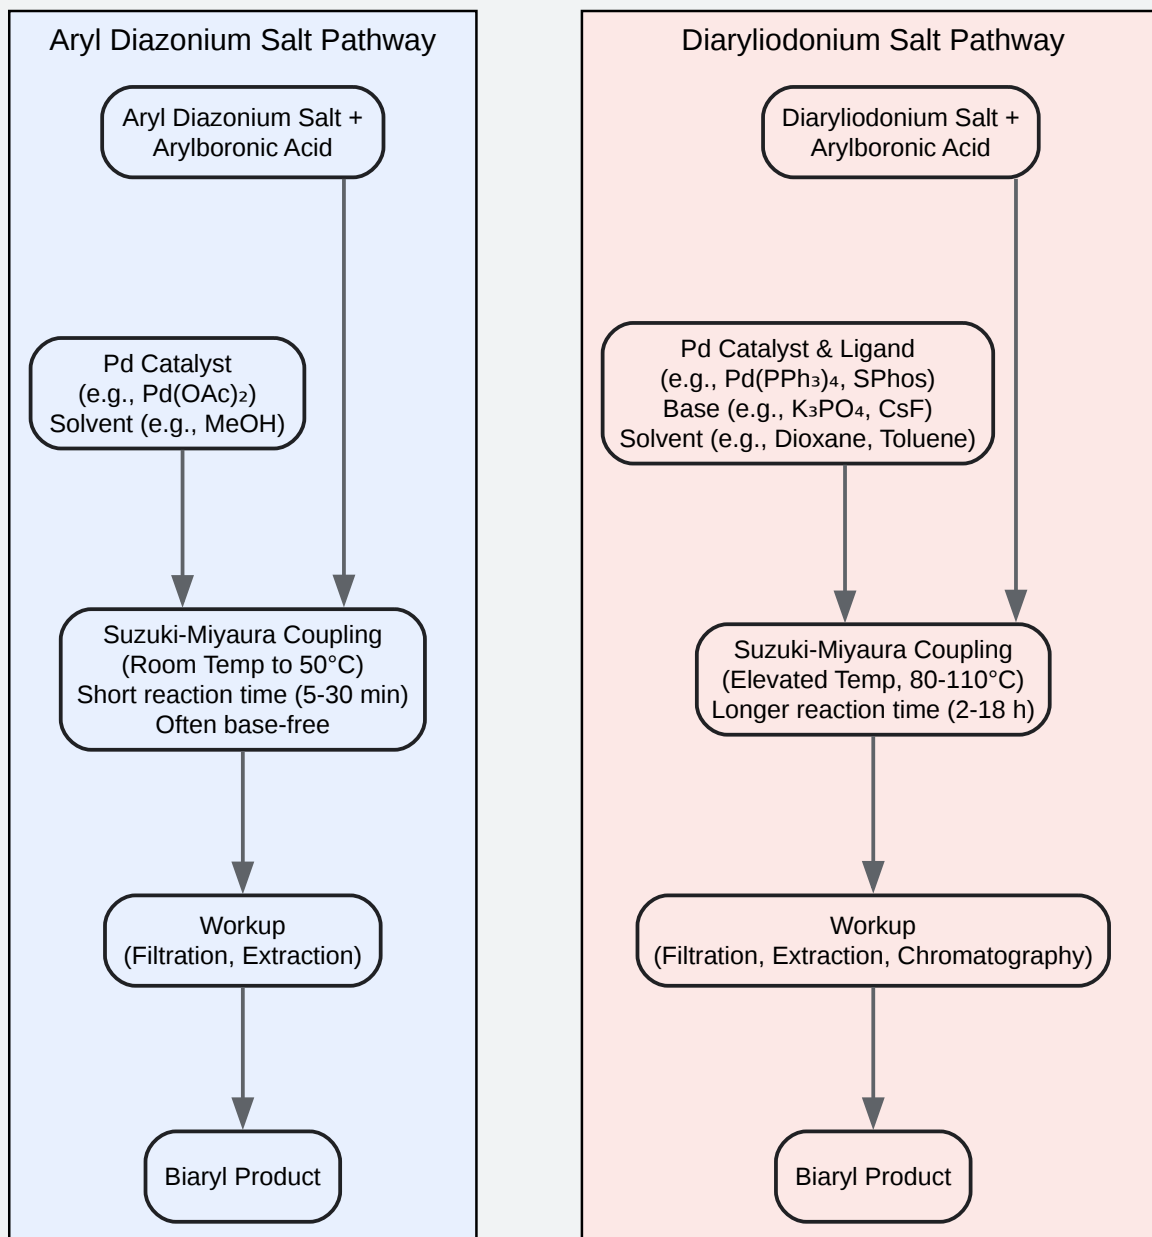 Aryl Diazonium Salt Pathway
Aryl Diazonium Salt +
Arylboronic Acid
Pd Catalyst
(e.g., Pd(OAc)₂)
Solvent (e.g., MeOH)
Suzuki-Miyaura Coupling
(Room Temp to 50°C)
Short reaction time (5-30 min)
Often base-free
Workup
(Filtration, Extraction)
Biaryl Product
Diaryliodonium Salt Pathway
Diaryliodonium Salt +
Arylboronic Acid
Pd Catalyst & Ligand
(e.g., Pd(PPh₃)₄, SPhos)
Base (e.g., K₃PO₄, CsF)
Solvent (e.g., Dioxane, Toluene)
Suzuki-Miyaura Coupling
(Elevated Temp, 80-110°C)
Longer reaction time (2-18 h)
Workup
(Filtration, Extraction, Chromatography)
Biaryl Product